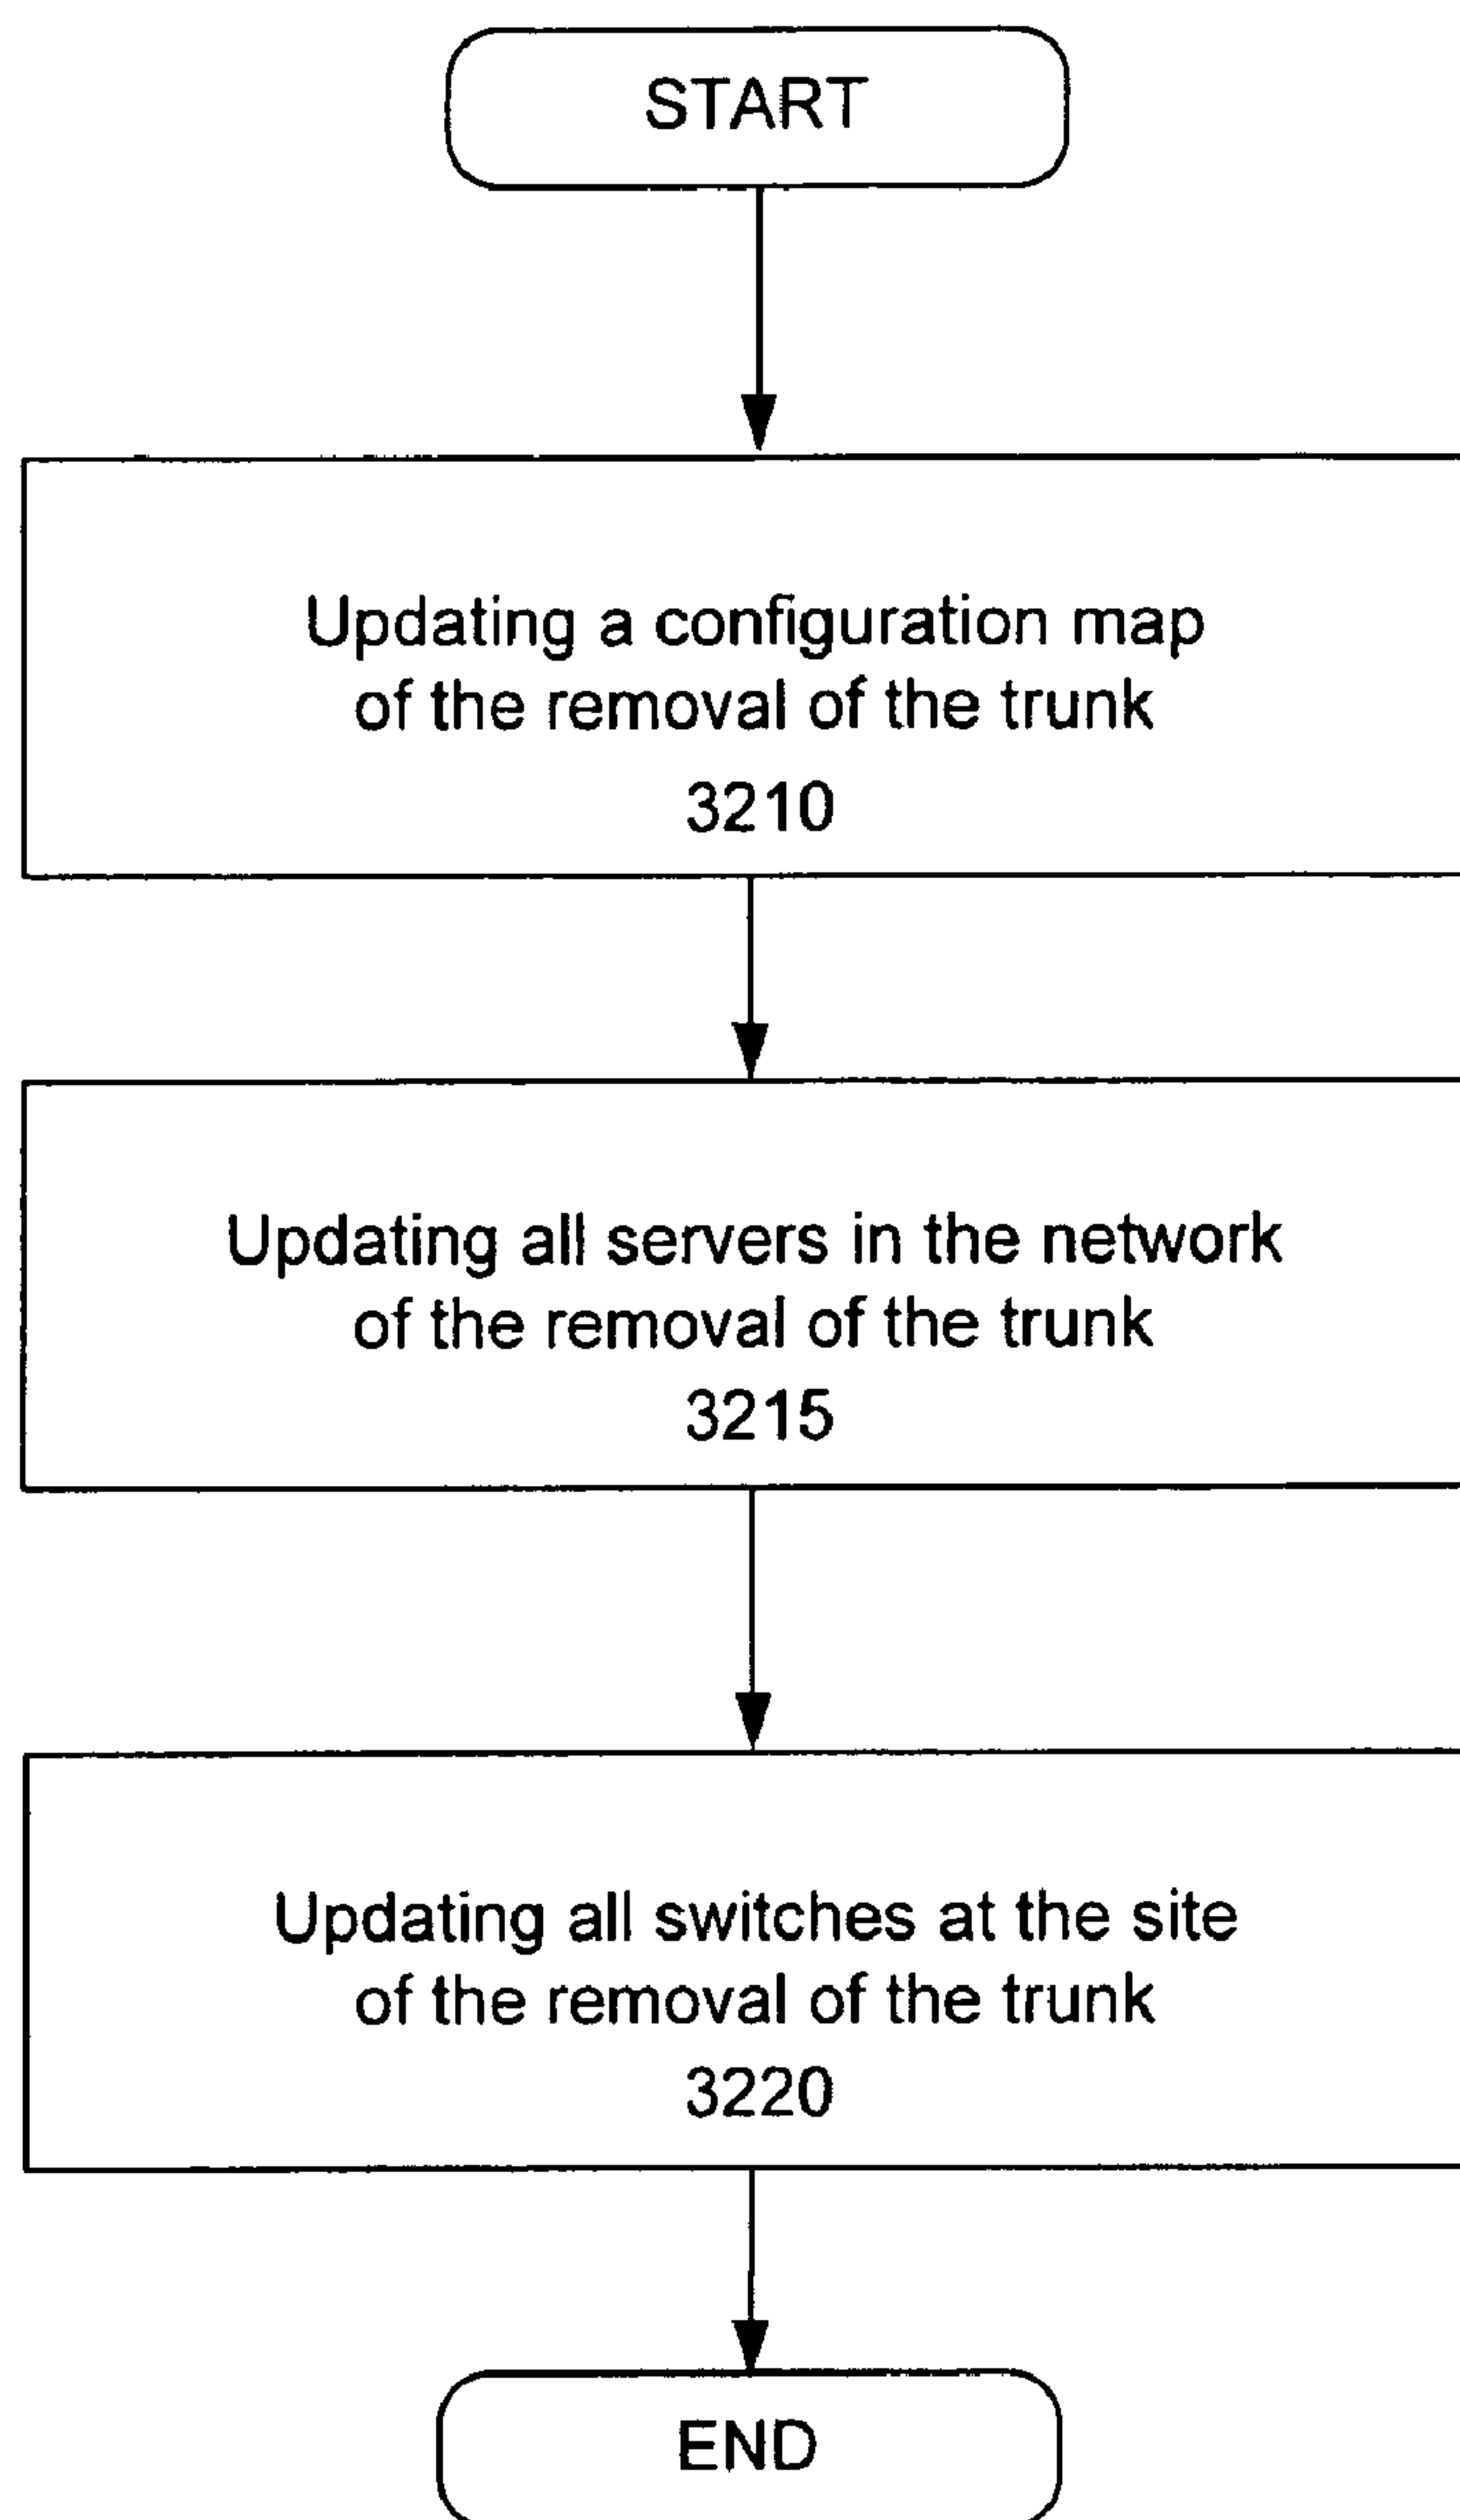 START
Updating a configuration map
of the removal of the trunk
3210
Updating all servers in the network
of the removal of the trunk
3215
Updating all switches at the site
of the removal of the trunk
3220
END